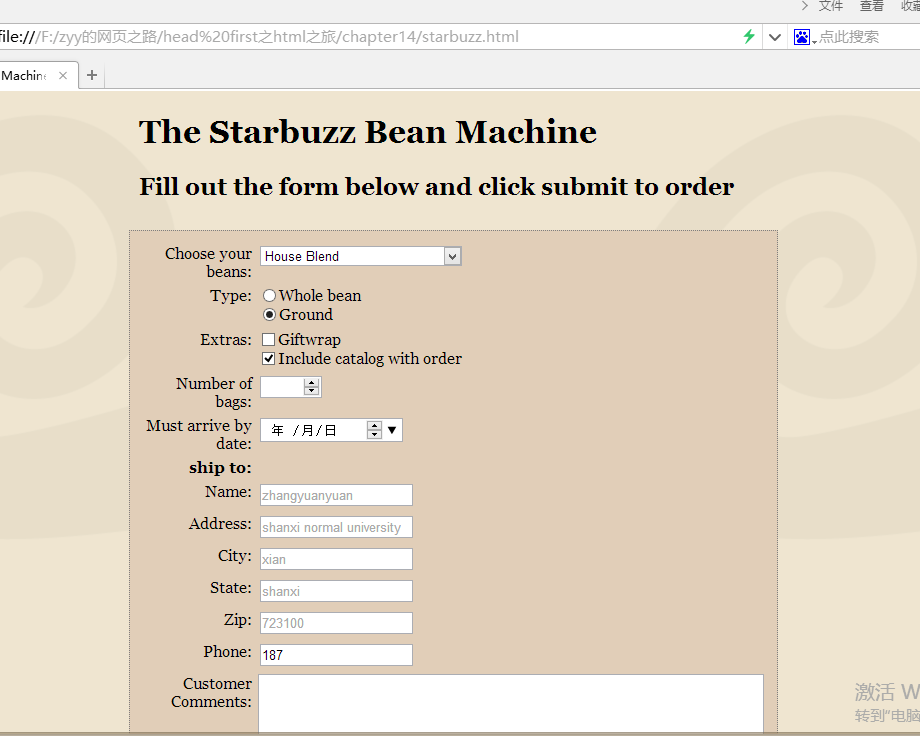 文件 查看 收藏
file:///F:/zyy的网页之路/head%20first之html之旅/chapter14/starbuzz.html
点此搜索
Machine
The Starbuzz Bean Machine
Fill out the form below and click submit to order
Choose your beans: House Blend
Type: Whole bean
Ground
Extras: Giftwrap
Include catalog with order
Number of bags:
Must arrive by date: 年 /月/日
ship to:
Name: zhangyuanyuan
Address: shanxi normal university
City: xian
State: shanxi
Zip: 723100
Phone: 187
Customer Comments:
激活 W
转到"电脑